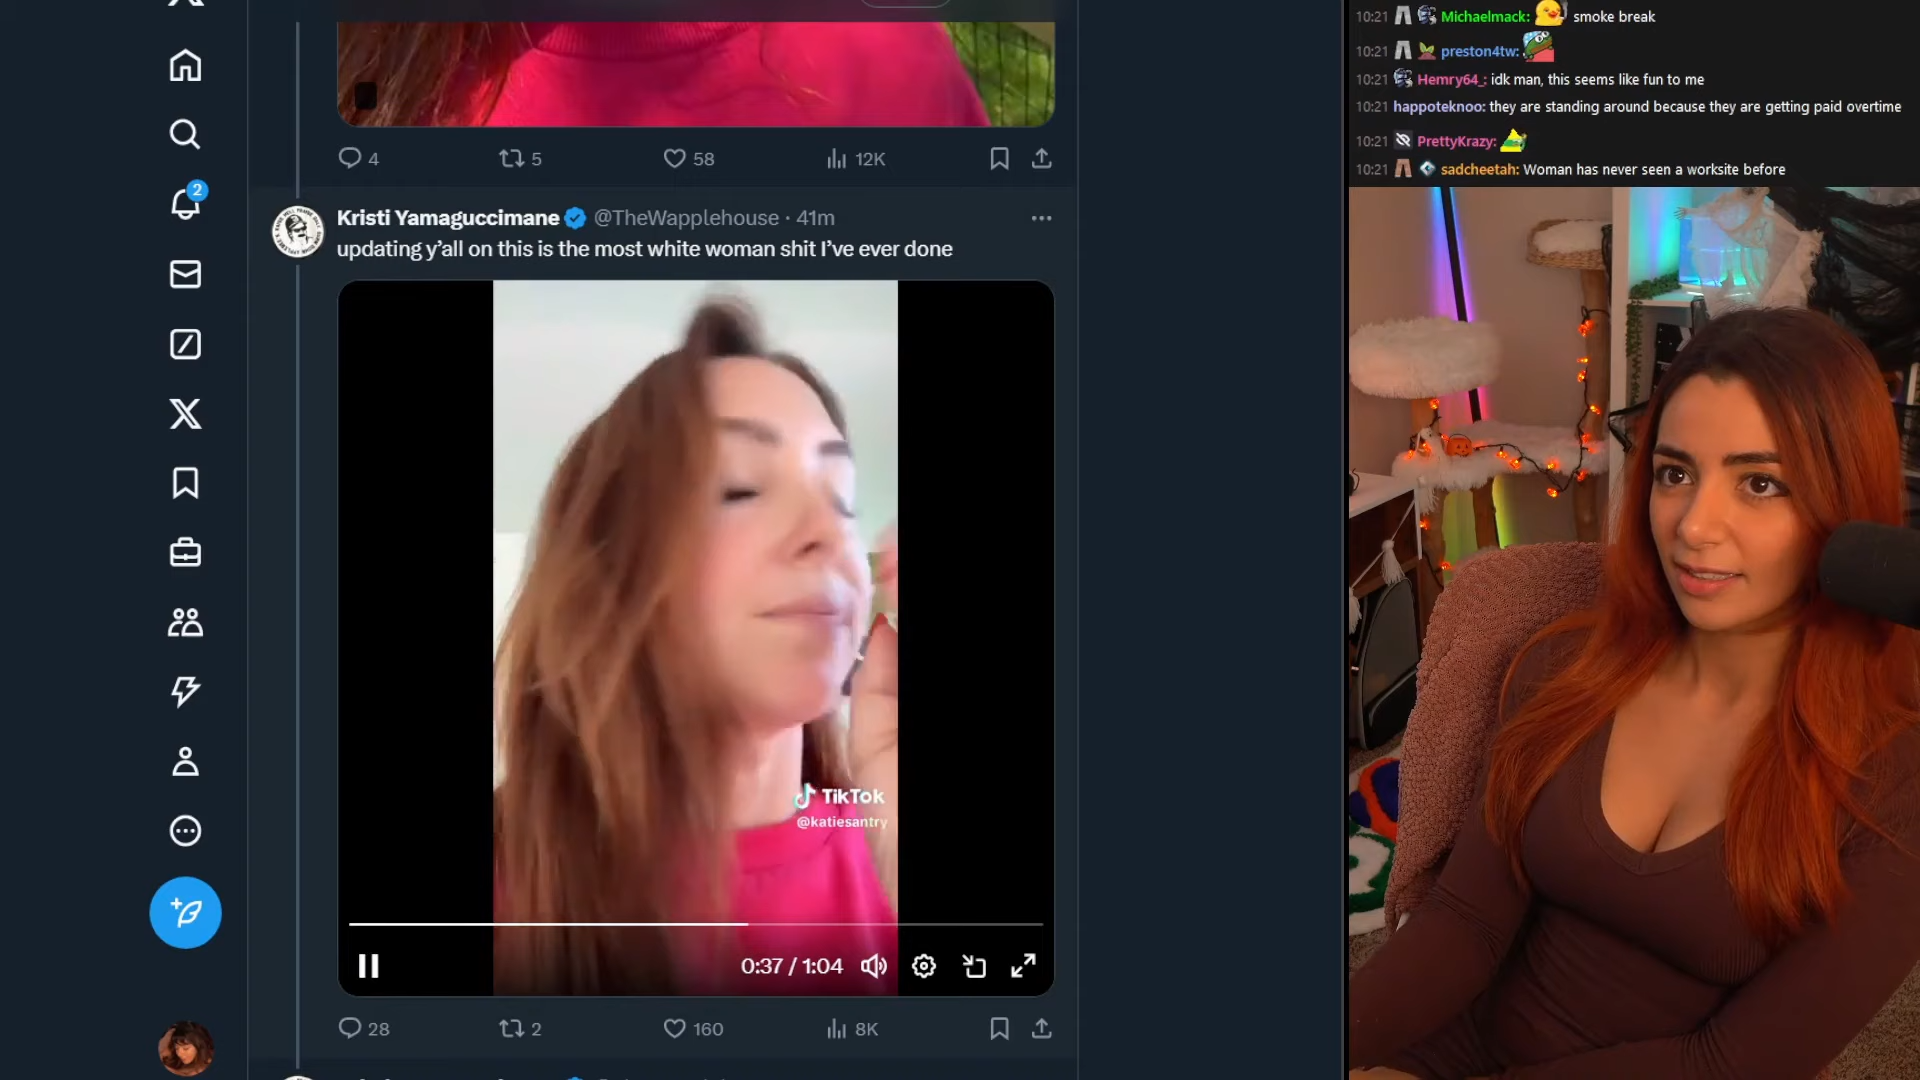 4 5 58 12K
2
Kristi Yamaguccimane @TheWapplehouse · 41m
updating y’all on this is the most white woman shit I’ve ever done
TikTok
@katiesantry
0:37 / 1:04
28 2 160 8K
10:21 Michaelmack: smoke break
10:21 preston4tw:
10:21 Hemry64_: idk man, this seems like fun to me
10:21 happoteknoo: they are standing around because they are getting paid overtime
10:21 PrettyKrazy:
10:21 sadcheetah: Woman has never seen a worksite before